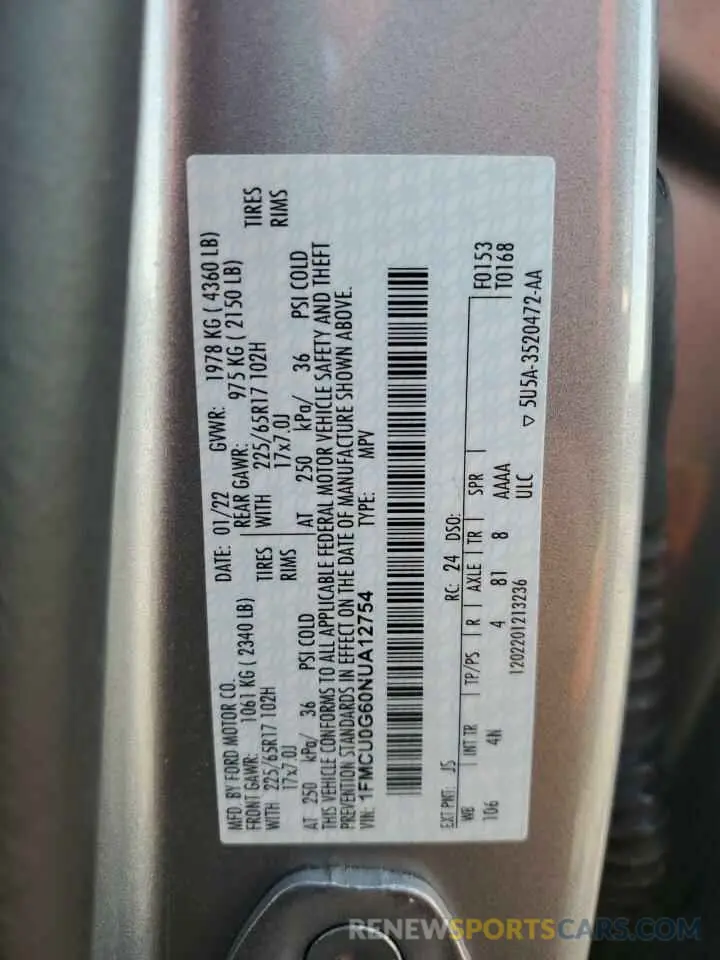 MFD. BY FORD MOTOR CO.
DATE: 01/22 GVWR: 1978 KG ( 4360 LB)
FRONT GAWR: 1061 KG ( 2340 LB)
REAR GAWR: 975 KG ( 2150 LB)
WITH 225/65R17 102H TIRES
WITH 225/65R17 102H TIRES
17x7.0J RIMS
17x7.0J RIMS
AT 250 kPa/ 36 PSI COLD
AT 250 kPa/ 36 PSI COLD
THIS VEHICLE CONFORMS TO ALL APPLICABLE FEDERAL MOTOR VEHICLE SAFETY AND THEFT
PREVENTION STANDARDS IN EFFECT ON THE DATE OF MANUFACTURE SHOWN ABOVE.
VIN: 1FMCU0G60NUA12754 TYPE: MPV
EXT PNT: JS RC: 24 DSO:
F0153
WB INT TR TP/PS R AXLE TR SPR
T0168
106 4N 4 81 8 AAAA
1202201213236 ULC
▽ 5U5A-3520472-AA
RENEWSPORTSCARS.COM